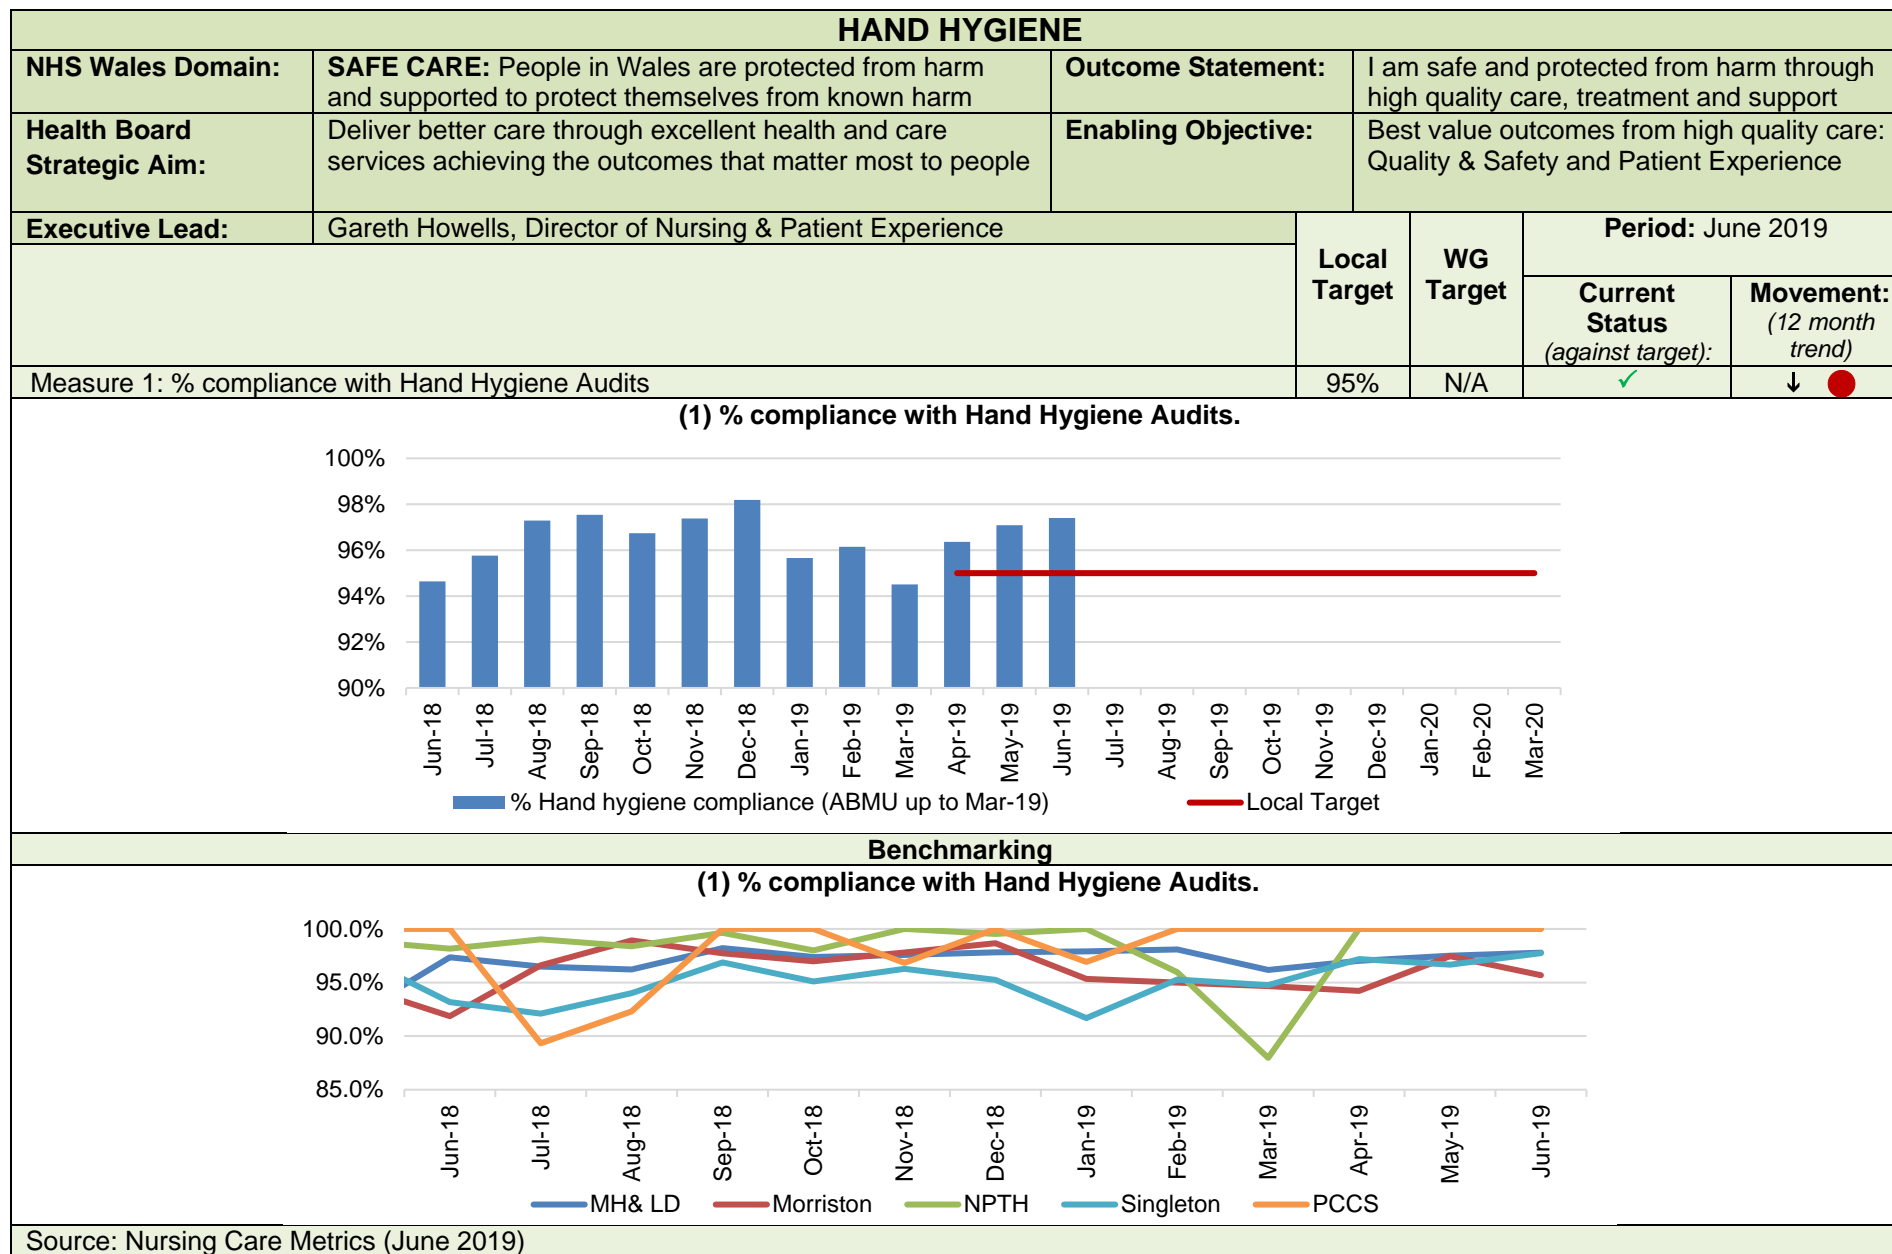 HAND HYGIENE
NHS Wales Domain:
SAFE CARE: People in Wales are protected from harm
and supported to protect themselves from known harm
Outcome Statement:
I am safe and protected from harm through
high quality care, treatment and support
Health Board
Strategic Aim:
Deliver better care through excellent health and care
services achieving the outcomes that matter most to people
Enabling Objective:
Best value outcomes from high quality care:
Quality & Safety and Patient Experience
Executive Lead:
Gareth Howells, Director of Nursing & Patient Experience
Local
Target
WG
Target
Period: June 2019
Current
Status
(against target):
Movement:
(12 month
trend)
Measure 1: % compliance with Hand Hygiene Audits
95%
N/A
✓
↓
(1) % compliance with Hand Hygiene Audits.
100%
98%
96%
94%
92%
90%
Jun-18
Jul-18
Aug-18
Sep-18
Oct-18
Nov-18
Dec-18
Jan-19
Feb-19
Mar-19
Apr-19
May-19
Jun-19
Jul-19
Aug-19
Sep-19
Oct-19
Nov-19
Dec-19
Jan-20
Feb-20
Mar-20
% Hand hygiene compliance (ABMU up to Mar-19)
Local Target
Benchmarking
(1) % compliance with Hand Hygiene Audits.
100.0%
95.0%
90.0%
85.0%
Jun-18
Jul-18
Aug-18
Sep-18
Oct-18
Nov-18
Dec-18
Jan-19
Feb-19
Mar-19
Apr-19
May-19
Jun-19
MH& LD
Morriston
NPTH
Singleton
PCCS
Source: Nursing Care Metrics (June 2019)